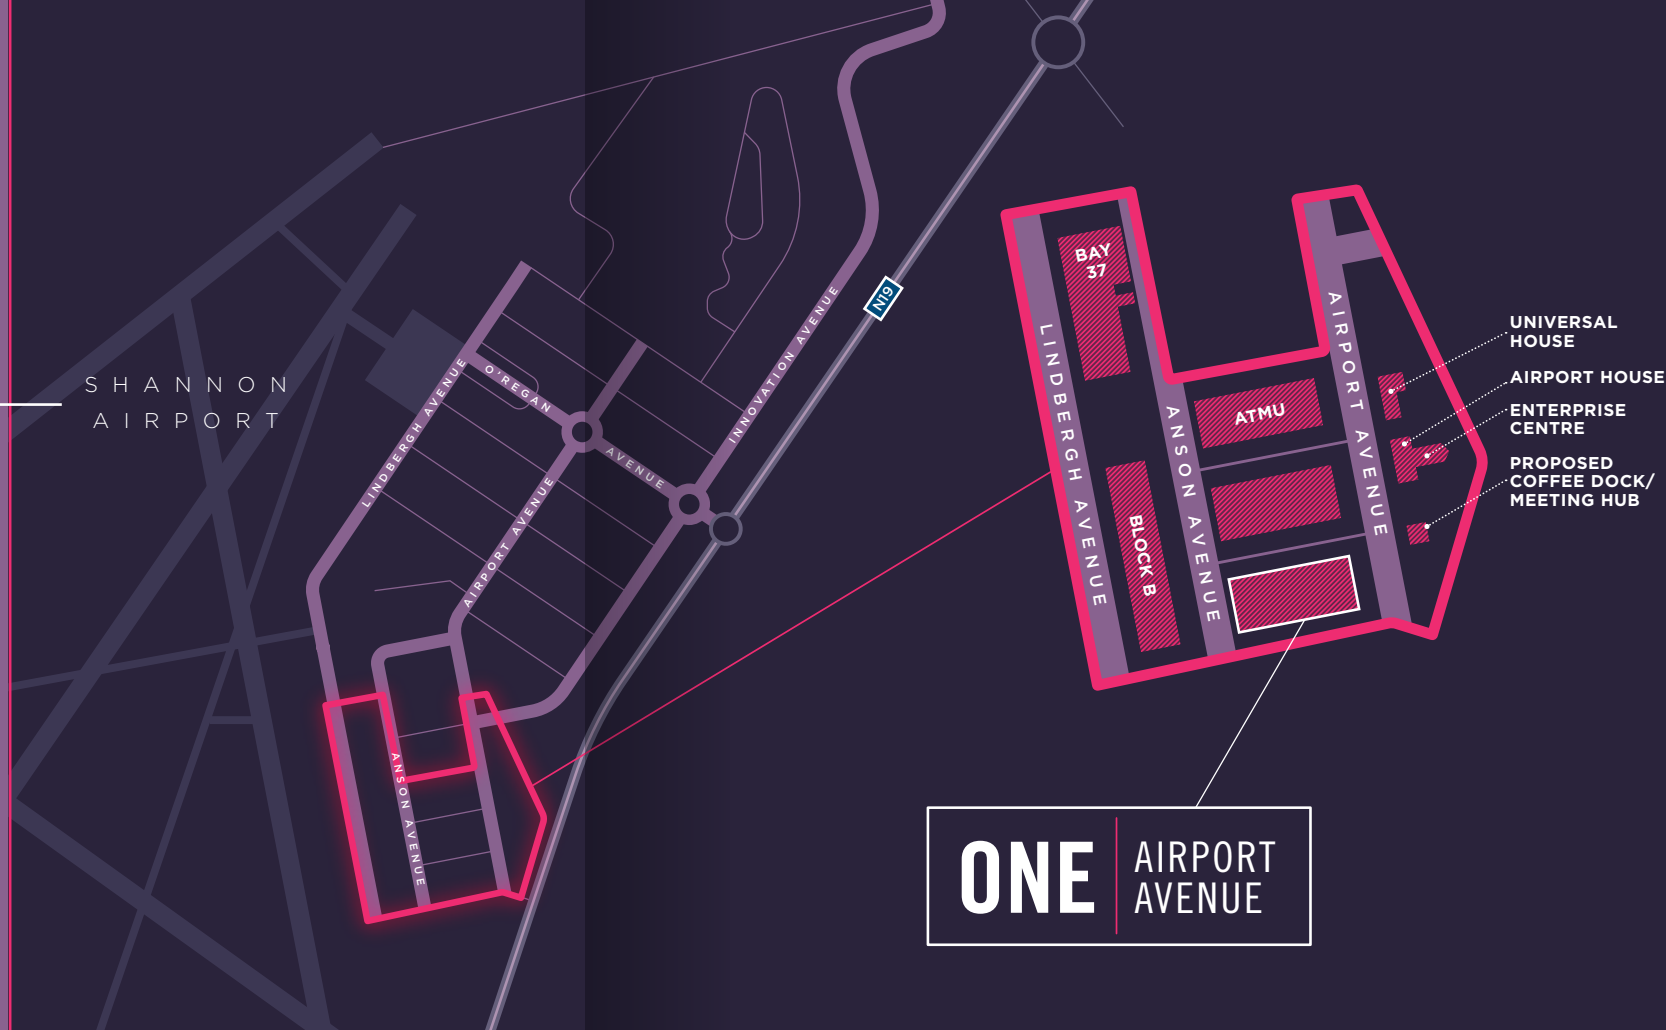 SHANNON
AIRPORT
LINDBERGH AVENUE
O'REGAN
AVENUE
AIRPORT AVENUE
INNOVATION AVENUE
N19
ANSON AVENUE
BAY
37
LINDBERGH AVENUE
BLOCK B
ANSON AVENUE
ATMU
AIRPORT AVENUE
UNIVERSAL
HOUSE
AIRPORT HOUSE
ENTERPRISE
CENTRE
PROPOSED
COFFEE DOCK/
MEETING HUB
ONE
AIRPORT
AVENUE